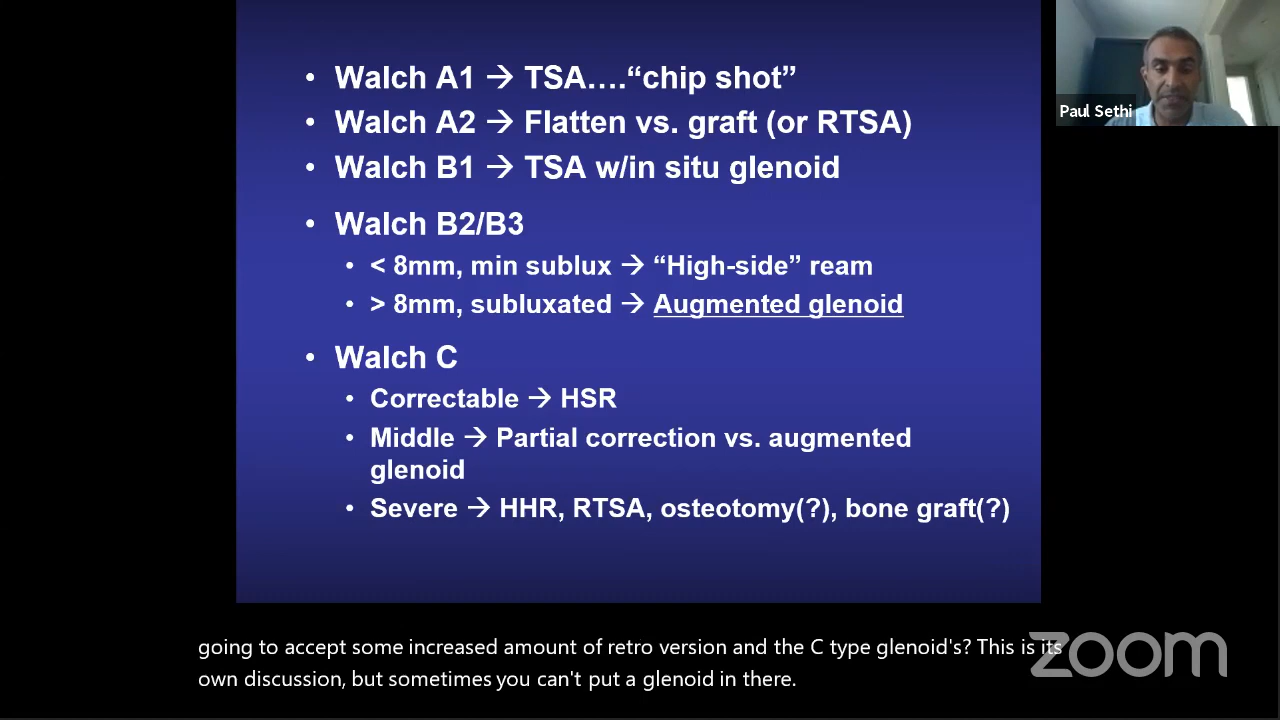 • Walch A1 → TSA....“chip shot”
• Walch A2 → Flatten vs. graft (or RTSA)
• Walch B1 → TSA w/in situ glenoid
• Walch B2/B3
• < 8mm, min sublux → “High-side” ream
• > 8mm, subluxated → Augmented glenoid
• Walch C
• Correctable → HSR
• Middle → Partial correction vs. augmented
glenoid
• Severe → HHR, RTSA, osteotomy(?), bone graft(?)
Paul Sethi
going to accept some increased amount of retro version and the C type glenoid's? This is its
own discussion, but sometimes you can't put a glenoid in there.
zoom